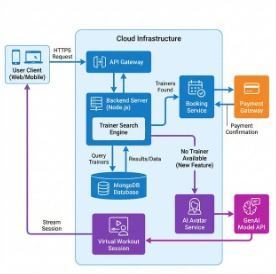 Cloud Infrastructure
User Client
(Web/Mobile)
HTTPS
Request
API Gateway
Backend Server
(Node.js)
Trainer Search
Engine
Trainers
Found
Booking
Service
Payment
Gateway
Payment
Confirmation
Query
Trainers
Results/Data
No Trainer
Available
(New Feature)
MongoDB
Database
Stream
Session
Virtual Workout
Session
AI Avatar
Service
GenAI
Model API